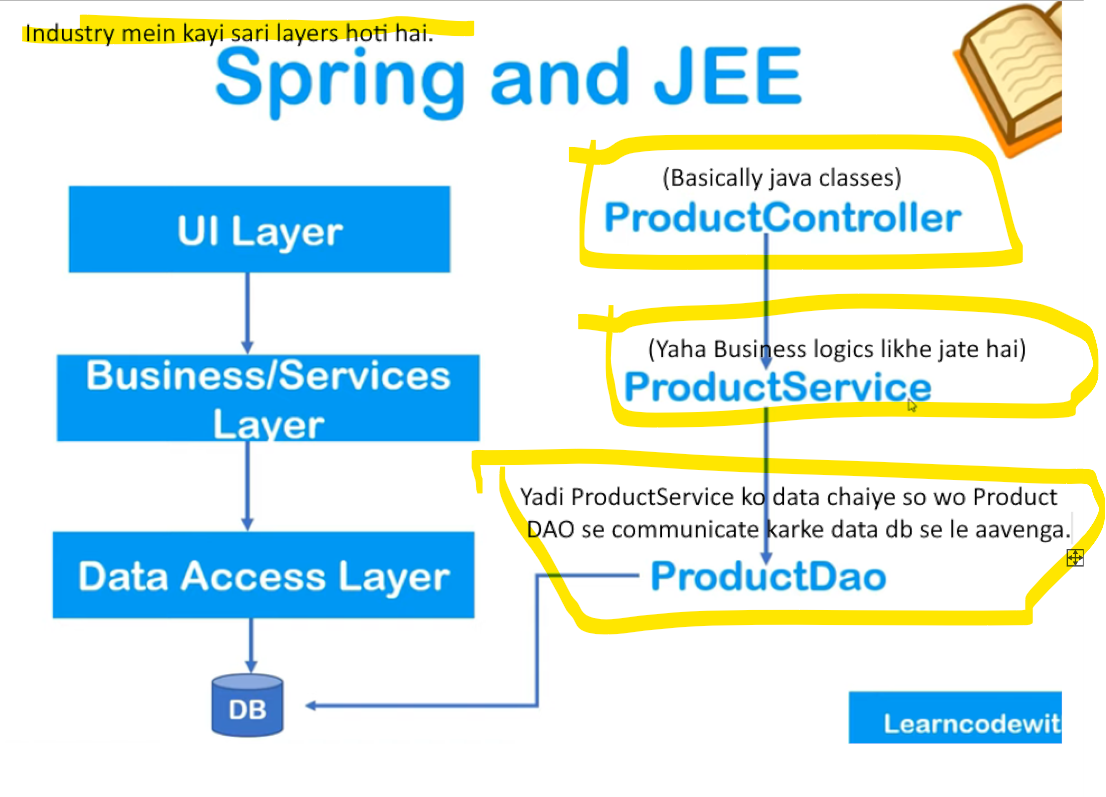 Industry mein kayi sari layers hoti hai.
Spring and JEE
UI Layer
Business/Services
Layer
Data Access Layer
DB
(Basically java classes)
ProductController
(Yaha Business logics likhe jate hai)
ProductService
Yadi ProductService ko data chaiye so wo Product
DAO se communicate karke data db se le aavenga.
ProductDao
Learncodewit